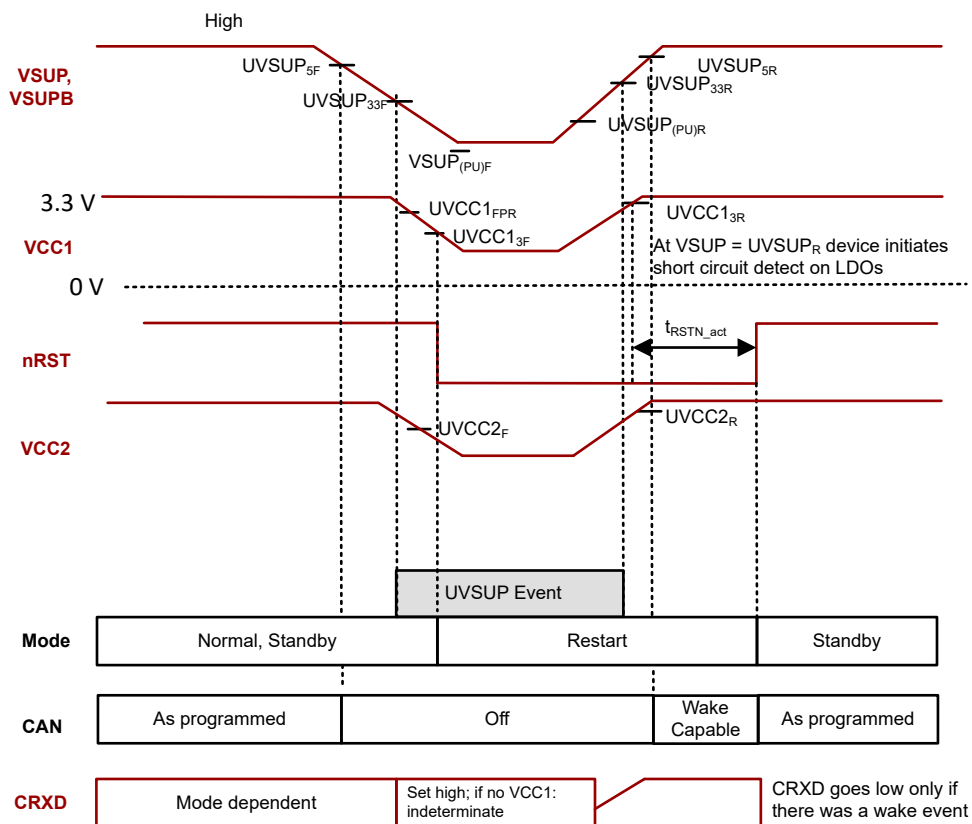 High
VSUP,
VSUPB
UVSUP5F
UVSUP33F
VSUP(PU)F
UVSUP5R
UVSUP33R
UVSUP(PU)R
3.3 V
VCC1
UVCC1FPR
UVCC13F
UVCC13R
At VSUP = UVSUPR device initiates
short circuit detect on LDOs
0 V
nRST
tRSTN_act
VCC2
UVCC2F
UVCC2R
UVSUP Event
Mode
Normal, Standby
Restart
Standby
CAN
As programmed
Off
Wake
Capable
As programmed
CRXD
Mode dependent
Set high; if no VCC1:
indeterminate
CRXD goes low only if
there was a wake event